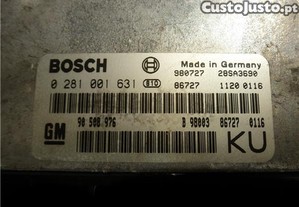 CustoJusto.pt
BOSCH
Made in Germany
980727 28SA3690
0 281 001 631 B10 86727 1120 0116
GM
90 508 976 B 98003 86727 0116
KU